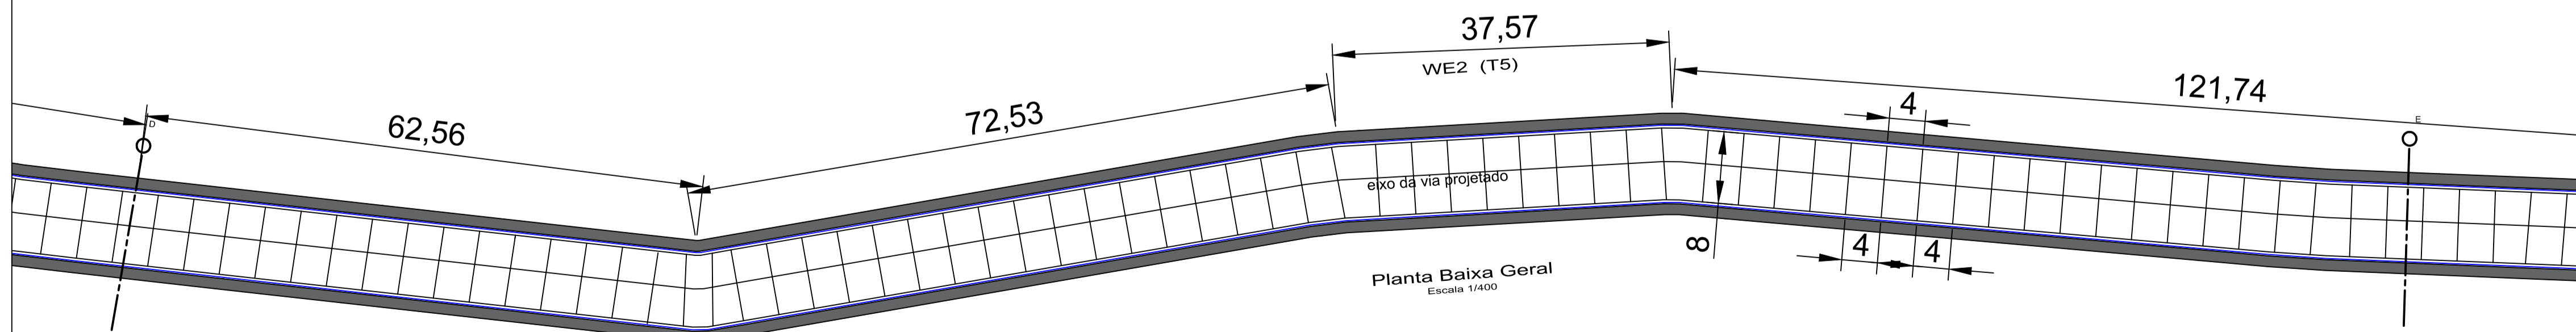 37,57
WE2 (T5)
121,74
4
E
72,53
62,56
D
eixo da via projetado
8
4
4
Planta Baixa Geral
Escala 1/400